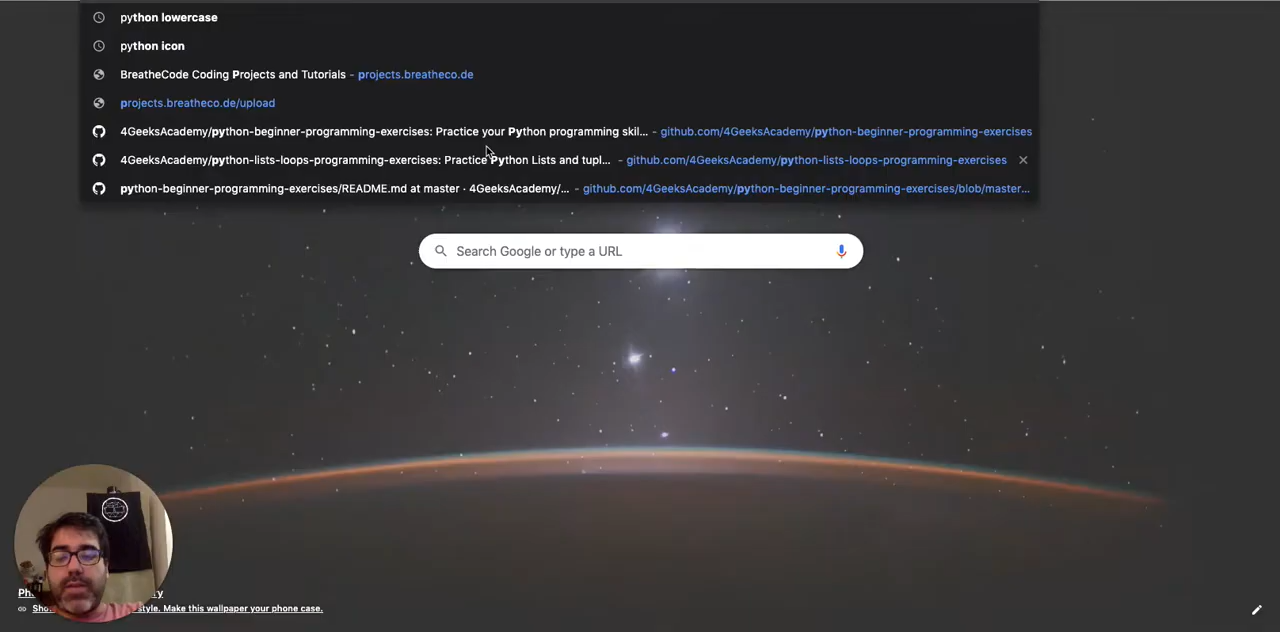 python lowercase
python icon
BreatheCode Coding Projects and Tutorials - projects.breatheco.de
projects.breatheco.de/upload
4GeeksAcademy/python-beginner-programming-exercises: Practice your Python programming skil... - github.com/4GeeksAcademy/python-beginner-programming-exercises
4GeeksAcademy/python-lists-loops-programming-exercises: Practice Python Lists and tupl... - github.com/4GeeksAcademy/python-lists-loops-programming-exercises
python-beginner-programming-exercises/README.md at master · 4GeeksAcademy/... - github.com/4GeeksAcademy/python-beginner-programming-exercises/blob/master...
Search Google or type a URL
style. Make this wallpaper your phone case.